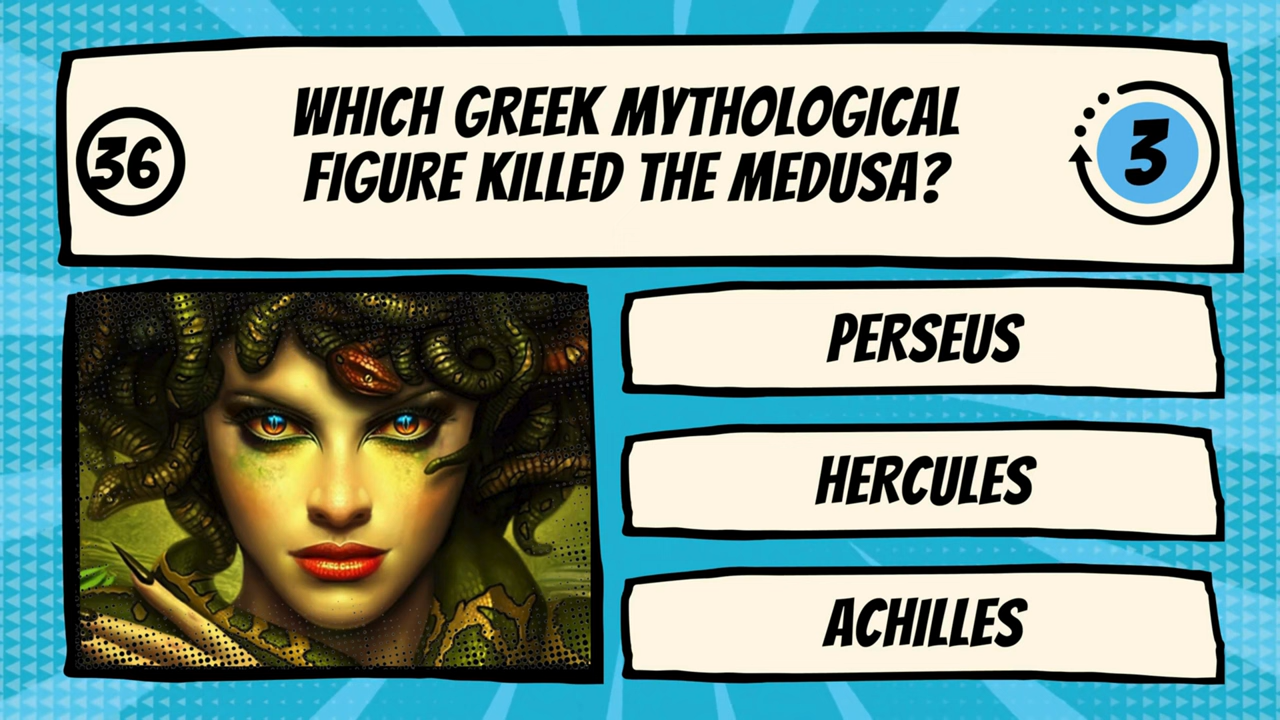 36
WHICH GREEK MYTHOLOGICAL
FIGURE KILLED THE MEDUSA?
3
PERSEUS
HERCULES
ACHILLES